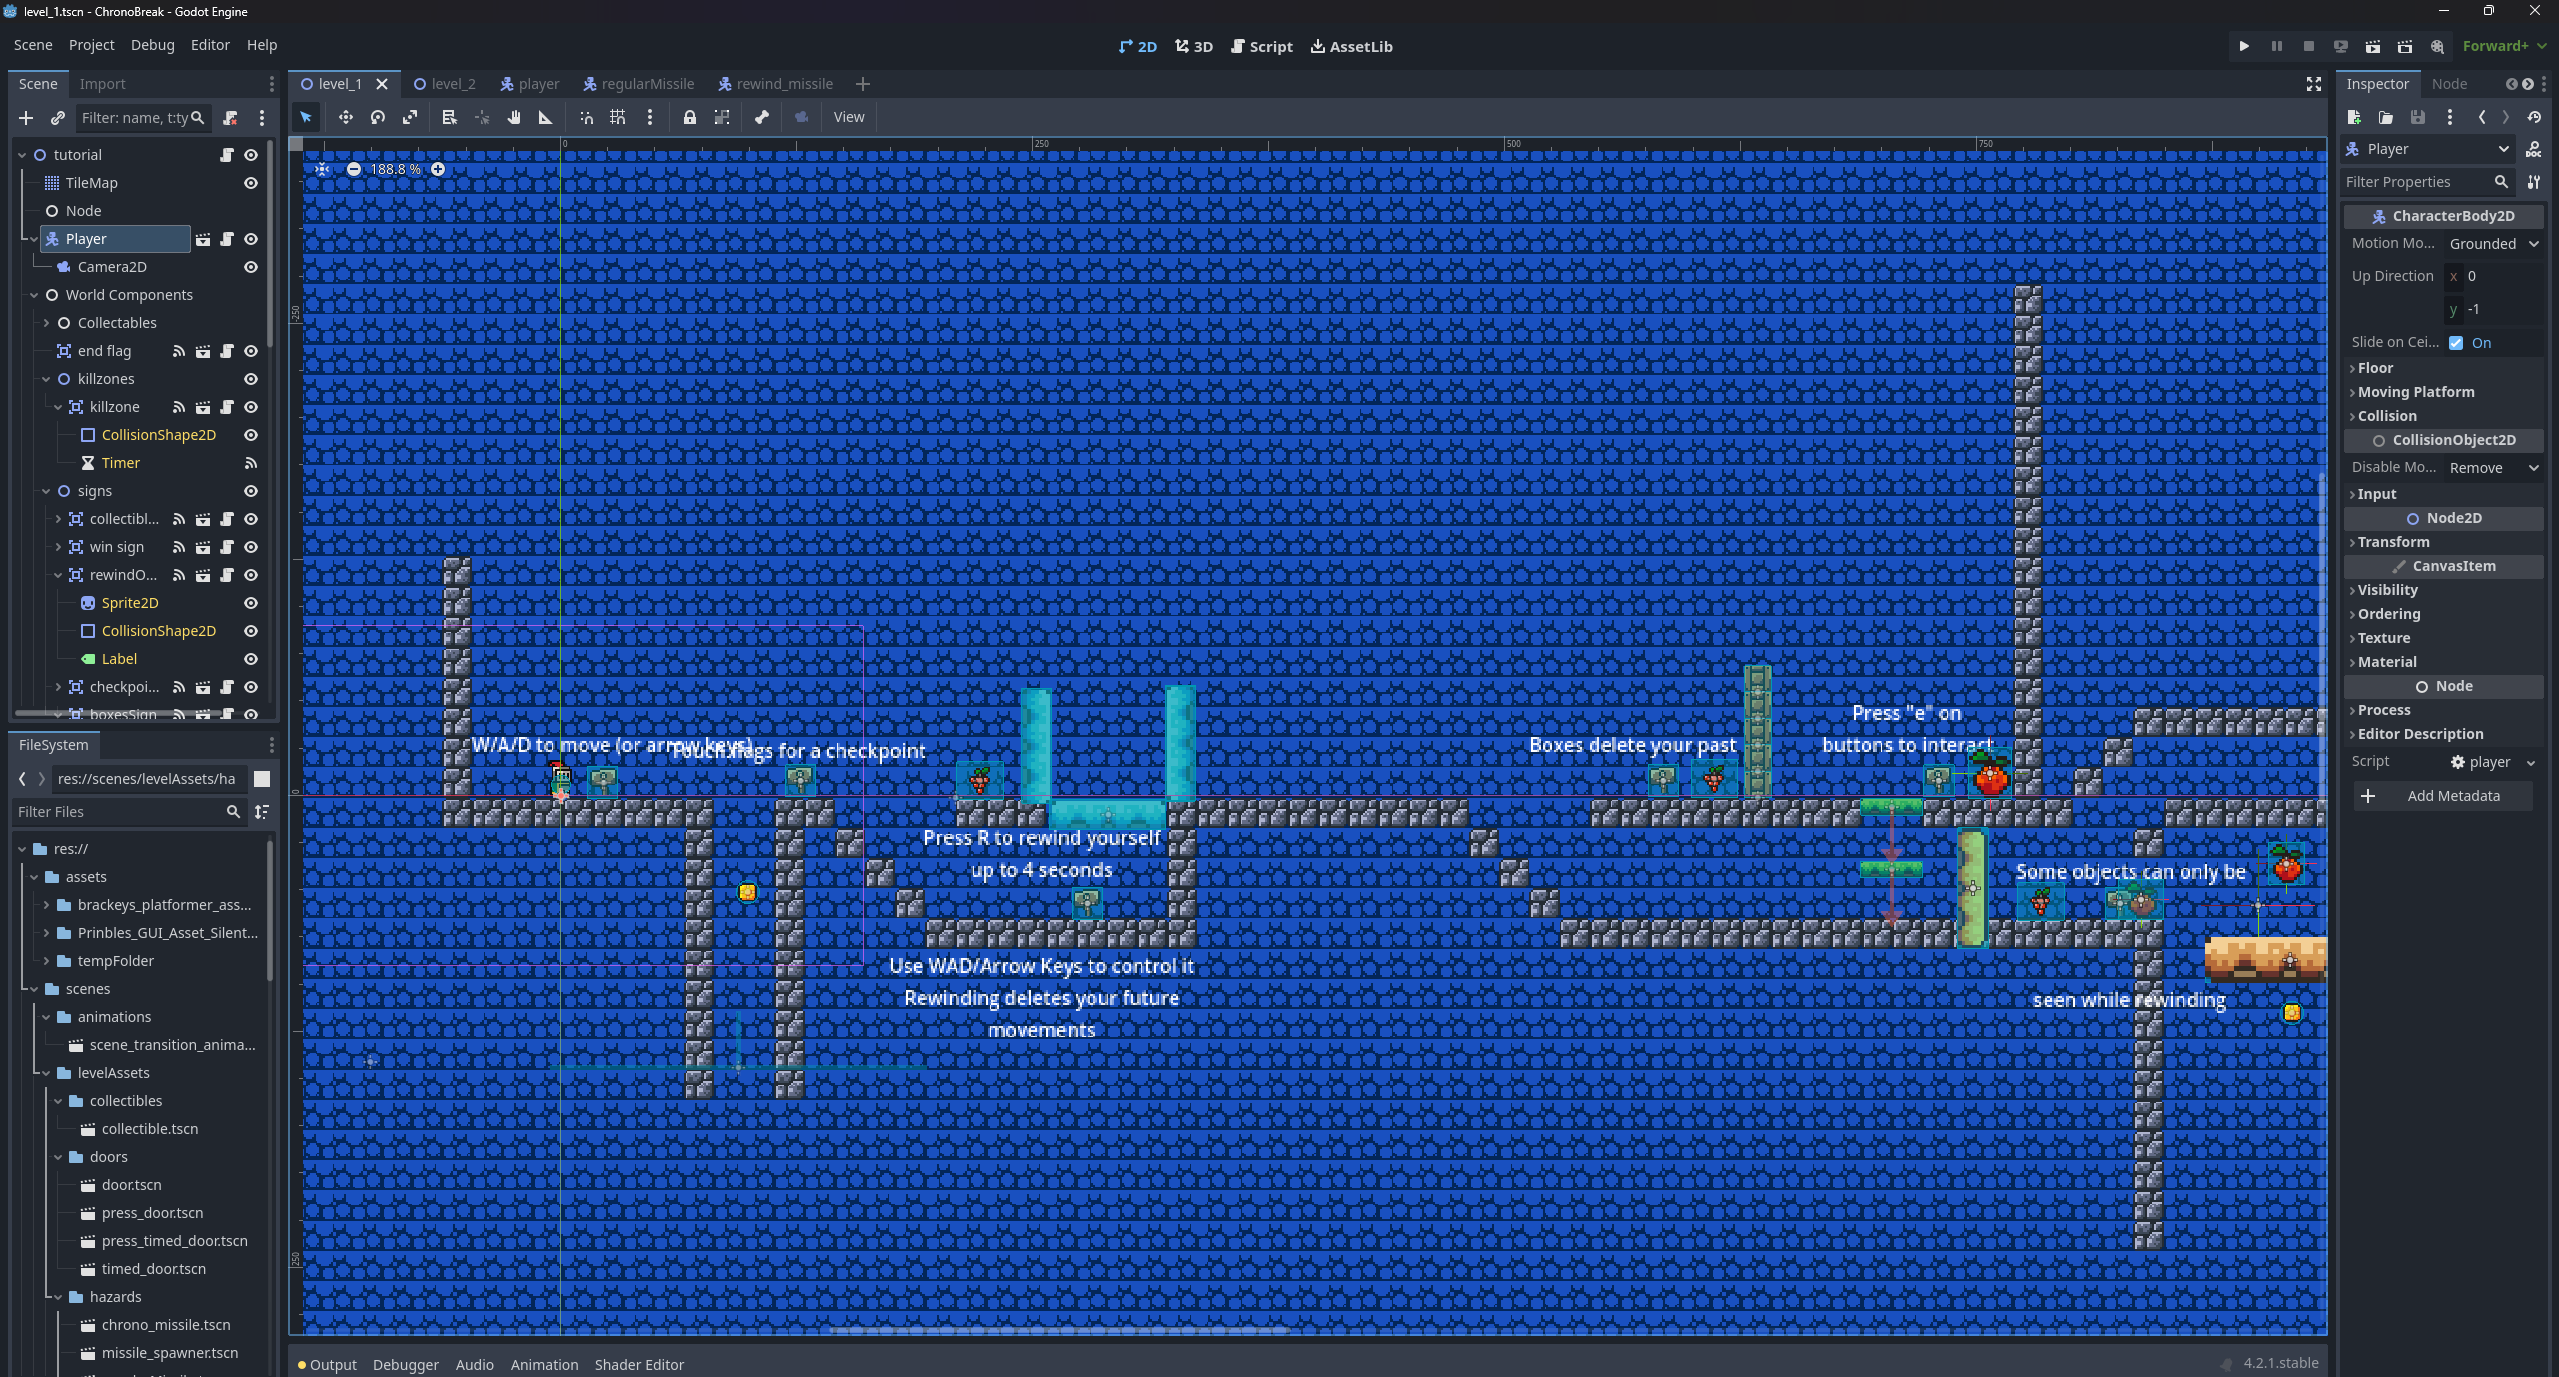 level_1.tscn - ChronoBreak - Godot Engine
Scene Project Debug Editor Help
2D 3D Script AssetLib
Forward+
Scene Import
level_1 level_2 player regularMissile rewind_missile
Inspector Node
Filter: name, t:ty
View
Player
Filter Properties
tutorial
TileMap
Node
Player
Camera2D
World Components
Collectables
end flag
killzones
killzone
CollisionShape2D
Timer
signs
collectibl...
win sign
rewindO...
Sprite2D
CollisionShape2D
Label
checkpoi...
boxesSign
FileSystem
res://scenes/levelAssets/ha
Filter Files
res://
assets
brackeys_platformer_ass...
Prinbles_GUI_Asset_Silent...
tempFolder
scenes
animations
scene_transition_anima...
levelAssets
collectibles
collectible.tscn
doors
door.tscn
press_door.tscn
press_timed_door.tscn
timed_door.tscn
hazards
chrono_missile.tscn
missile_spawner.tscn
0 250 500 750
188.8 %
-250
0
250
W/A/D to move (or arrow keys)
Touch flags for a checkpoint
Press R to rewind yourself
up to 4 seconds
Use WAD/Arrow Keys to control it
Rewinding deletes your future
movements
Boxes delete your past
Press "e" on
buttons to interact
Some objects can only be
seen while rewinding
Output Debugger Audio Animation Shader Editor
4.2.1.stable
CharacterBody2D
Motion Mo... Grounded
Up Direction x 0
y -1
Slide on Cei... On
Floor
Moving Platform
Collision
CollisionObject2D
Disable Mo... Remove
Input
Node2D
Transform
CanvasItem
Visibility
Ordering
Texture
Material
Node
Process
Editor Description
Script player
Add Metadata